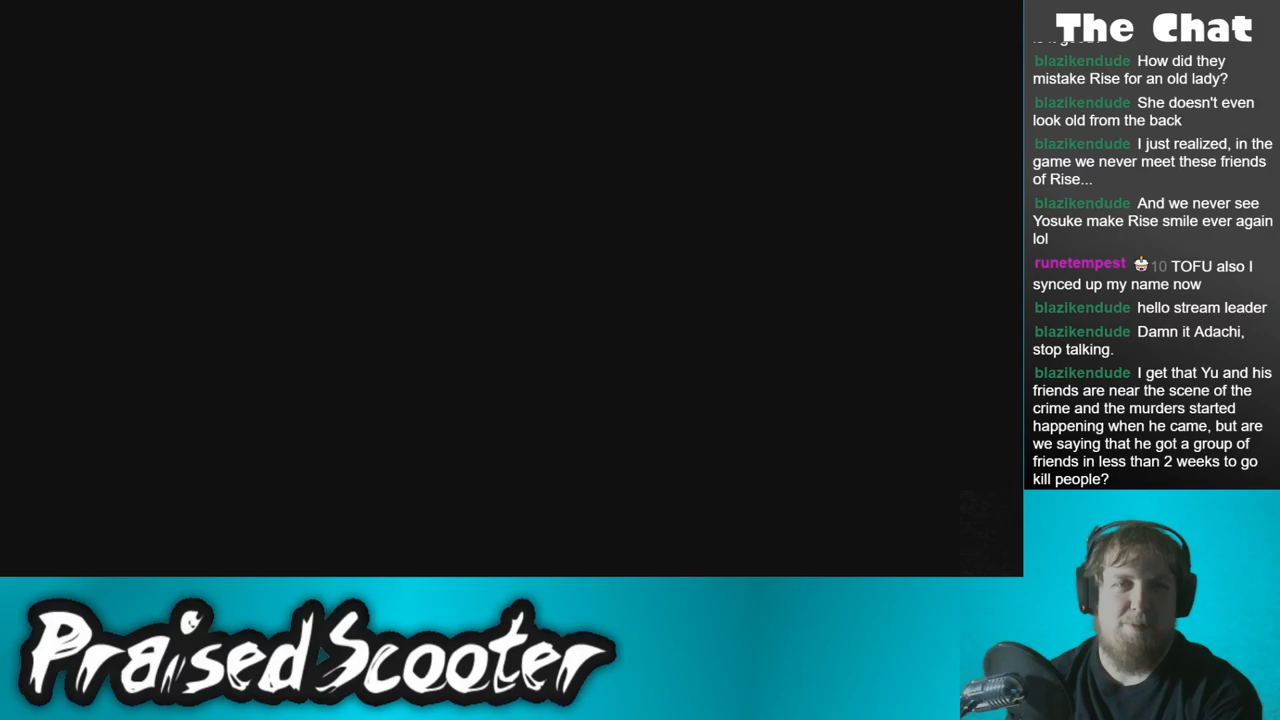 The Chat
blazikendude How did they
mistake Rise for an old lady?
blazikendude She doesn't even
look old from the back
blazikendude I just realized, in the
game we never meet these friends
of Rise...
blazikendude And we never see
Yosuke make Rise smile ever again
lol
runetempest 10 TOFU also I
synced up my name now
blazikendude hello stream leader
blazikendude Damn it Adachi,
stop talking.
blazikendude I get that Yu and his
friends are near the scene of the
crime and the murders started
happening when he came, but are
we saying that he got a group of
friends in less than 2 weeks to go
kill people?
PraisedScooter